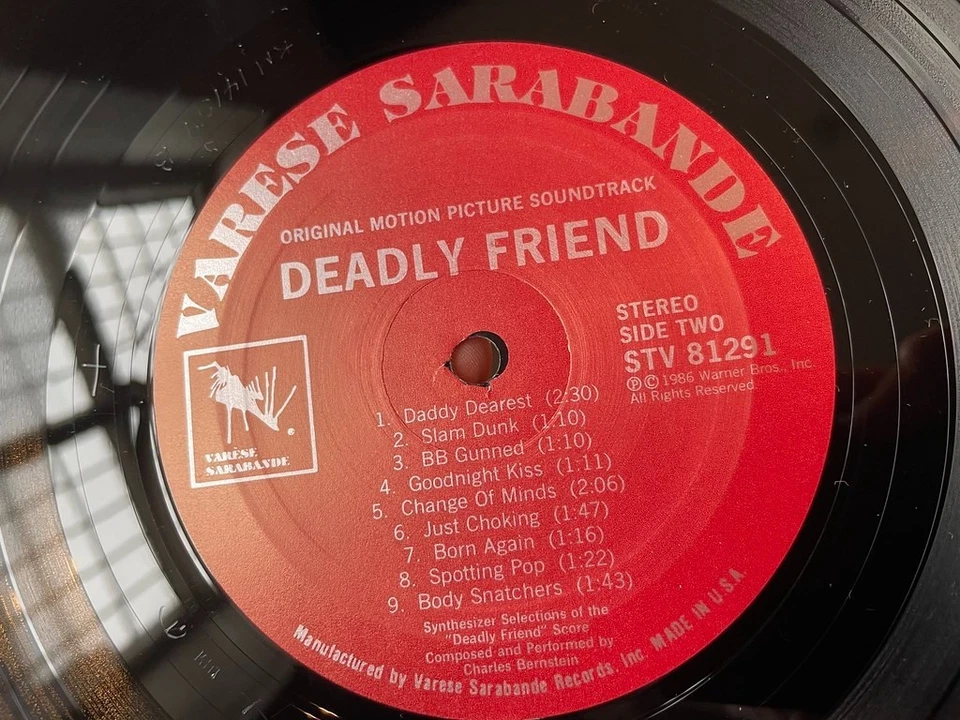 VARESE SARABANDE
ORIGINAL MOTION PICTURE SOUNDTRACK
DEADLY FRIEND
STEREO
SIDE TWO
STV 81291
℗ © 1986 Warner Bros., Inc.
All Rights Reserved.
VARÈSE
SARABANDE
®
1. Daddy Dearest (2:30)
2. Slam Dunk (1:10)
3. BB Gunned (1:10)
4. Goodnight Kiss (1:11)
5. Change Of Minds (2:06)
6. Just Choking (1:47)
7. Born Again (1:16)
8. Spotting Pop (1:22)
9. Body Snatchers (1:43)
Synthesizer Selections of the
"Deadly Friend" Score
Composed and Performed by
Charles Bernstein
Manufactured by Varese Sarabande Records, Inc. MADE IN U.S.A.